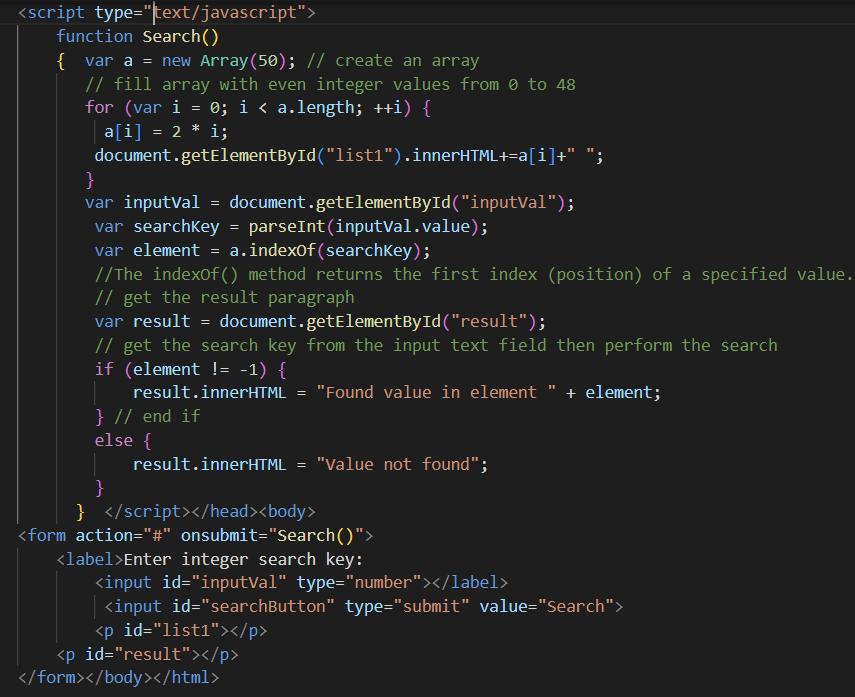 <script type="text/javascript">
function Search()
{ var a = new Array(50); // create an array
// fill array with even integer values from 0 to 48
for (var i = 0; i < a.length; ++i) {
a[i] = 2 * i;
document.getElementById("list1").innerHTML+=a[i]+" ";
}
var inputVal = document.getElementById("inputVal");
var searchKey = parseInt(inputVal.value);
var element = a.indexOf(searchKey);
//The indexOf() method returns the first index (position) of a specified value.
// get the result paragraph
var result = document.getElementById("result");
// get the search key from the input text field then perform the search
if (element != -1) {
result.innerHTML = "Found value in element " + element;
} // end if
else {
result.innerHTML = "Value not found";
}
} </script></head><body>
<form action="#" onsubmit="Search()">
<label>Enter integer search key:
<input id="inputVal" type="number"></label>
<input id="searchButton" type="submit" value="Search">
<p id="list1"></p>
<p id="result"></p>
</form></body></html>